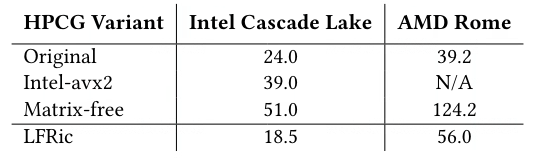 HPCG Variant Intel Cascade Lake AMD Rome
Original 24.0 39.2
Intel-avx2 39.0 N/A
Matrix-free 51.0 124.2
LFRic 18.5 56.0